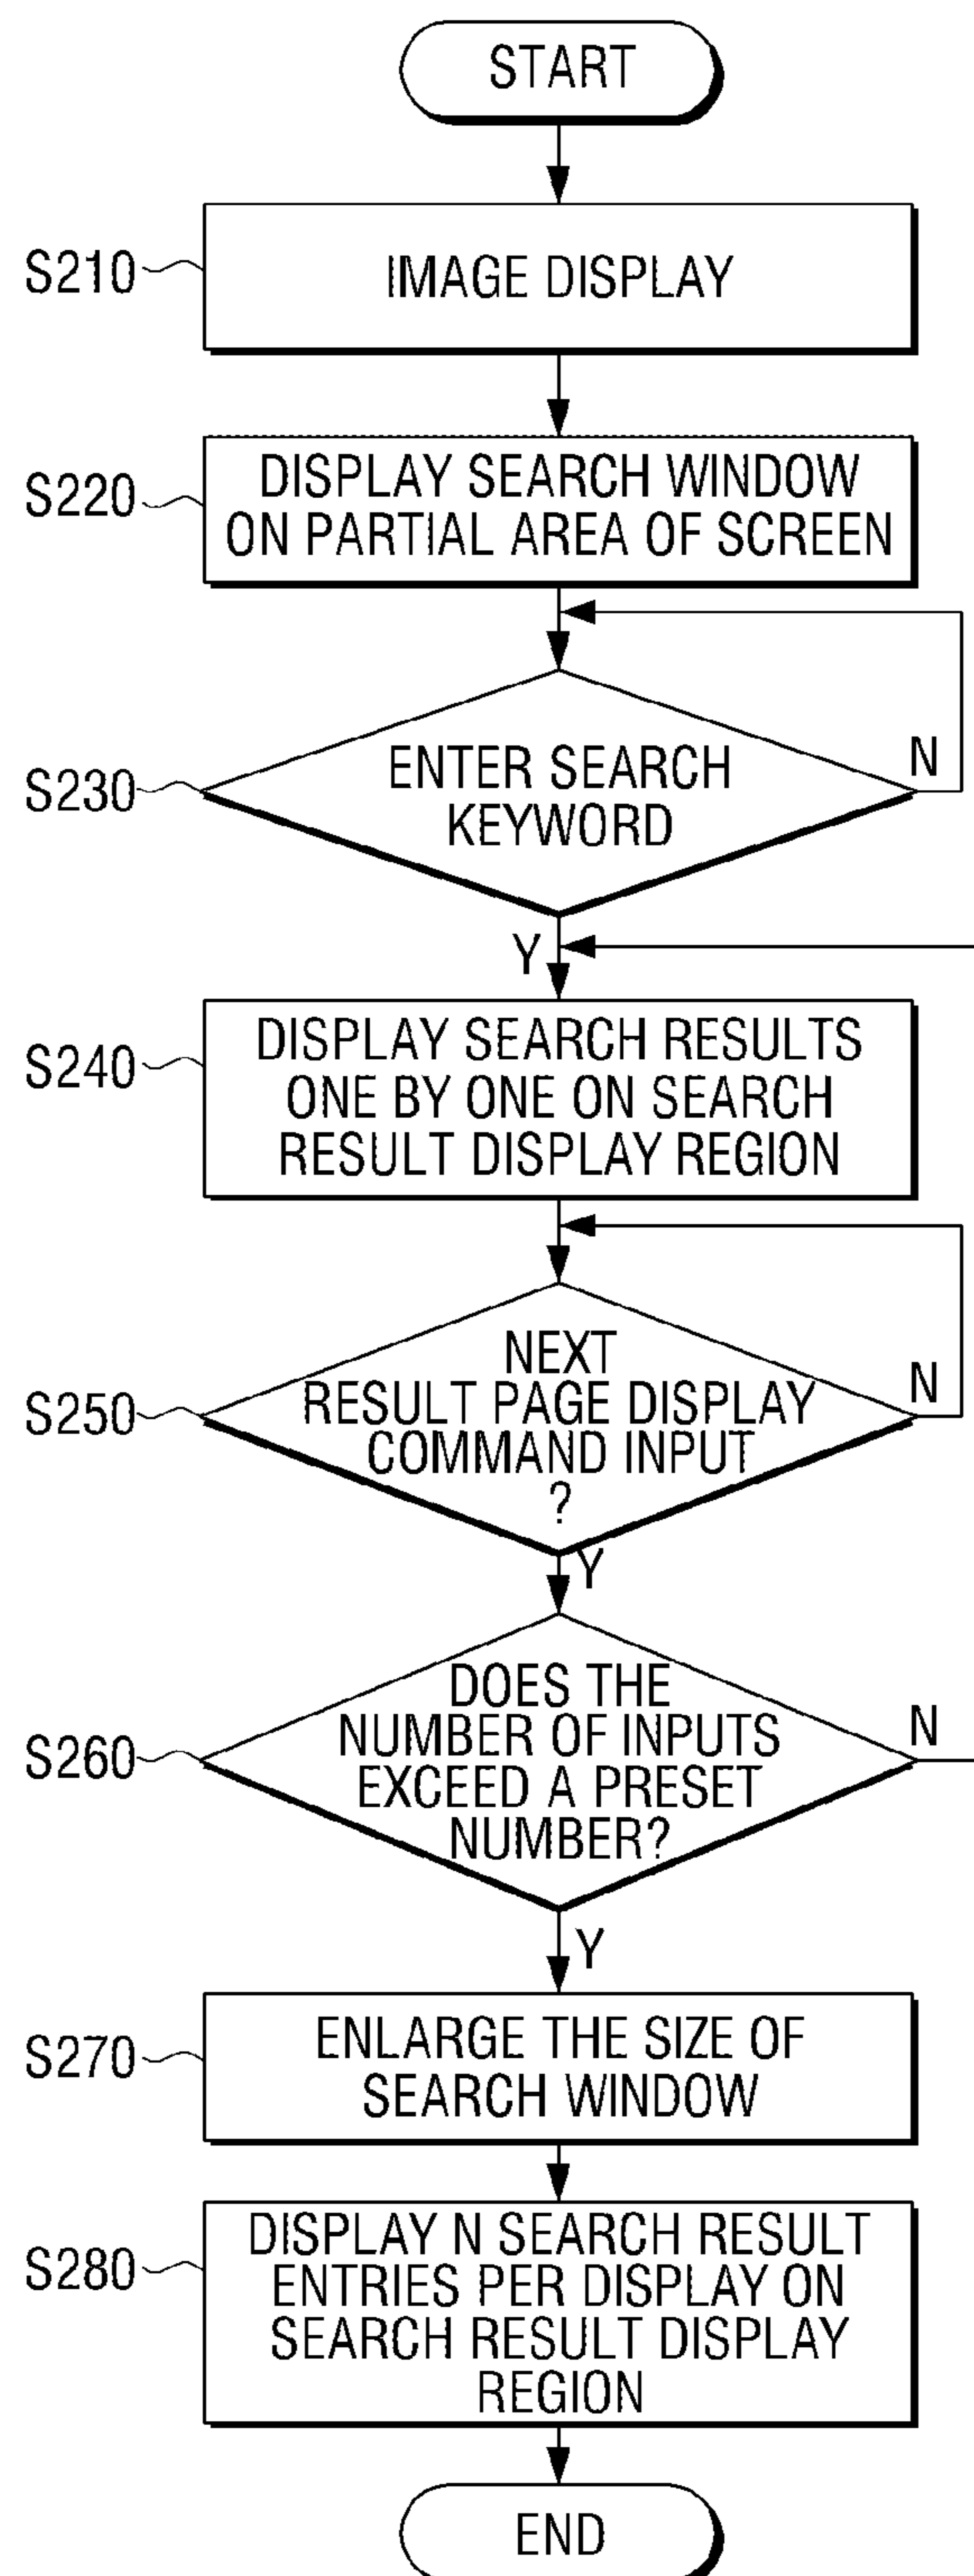 START
S210
IMAGE DISPLAY
S220
DISPLAY SEARCH WINDOW
ON PARTIAL AREA OF SCREEN
S230
ENTER SEARCH
KEYWORD
N
Y
S240
DISPLAY SEARCH RESULTS
ONE BY ONE ON SEARCH
RESULT DISPLAY REGION
S250
NEXT
RESULT PAGE DISPLAY
COMMAND INPUT
?
N
Y
S260
DOES THE
NUMBER OF INPUTS
EXCEED A PRESET
NUMBER?
N
Y
S270
ENLARGE THE SIZE OF
SEARCH WINDOW
S280
DISPLAY N SEARCH RESULT
ENTRIES PER DISPLAY ON
SEARCH RESULT DISPLAY
REGION
END